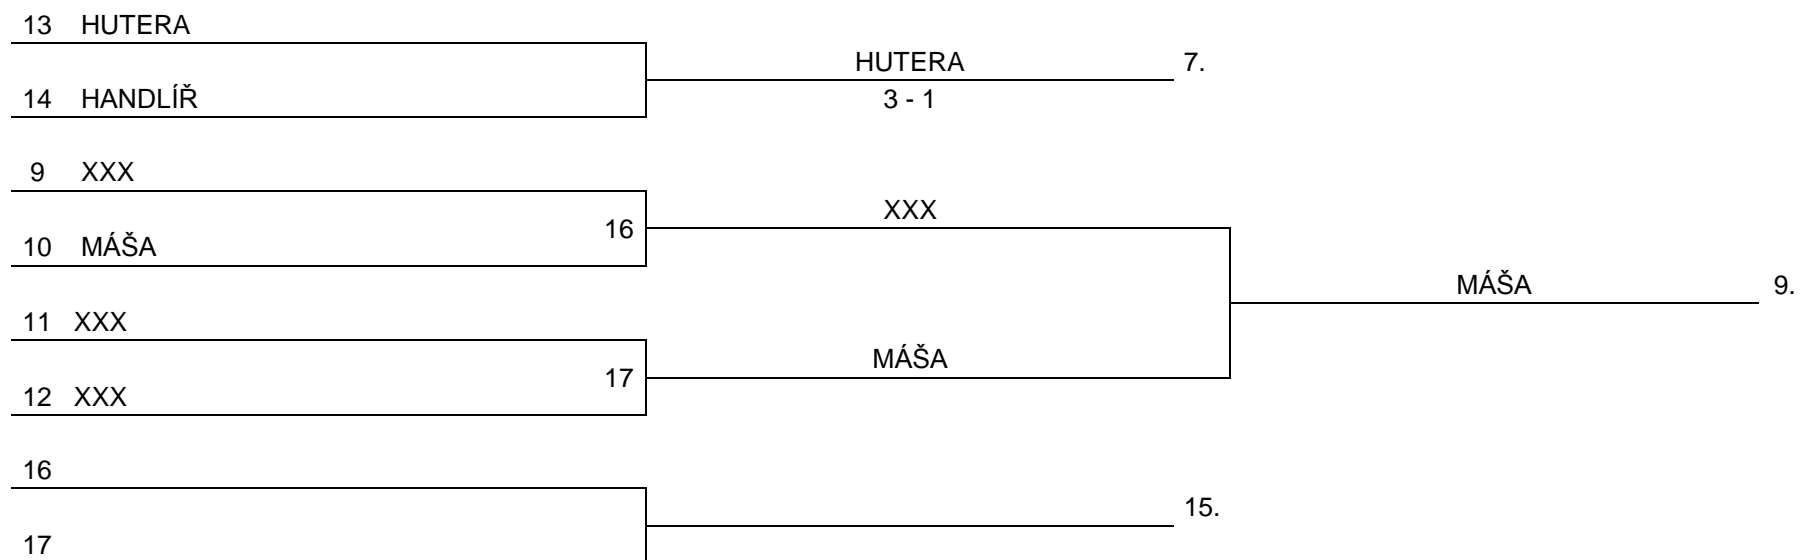 13 HUTERA
HUTERA 7.
14 HANDLÍŘ 3 - 1
9 XXX
XXX
16
10 MÁŠA
MÁŠA 9.
11 XXX
MÁŠA
17
12 XXX
16
15.
17